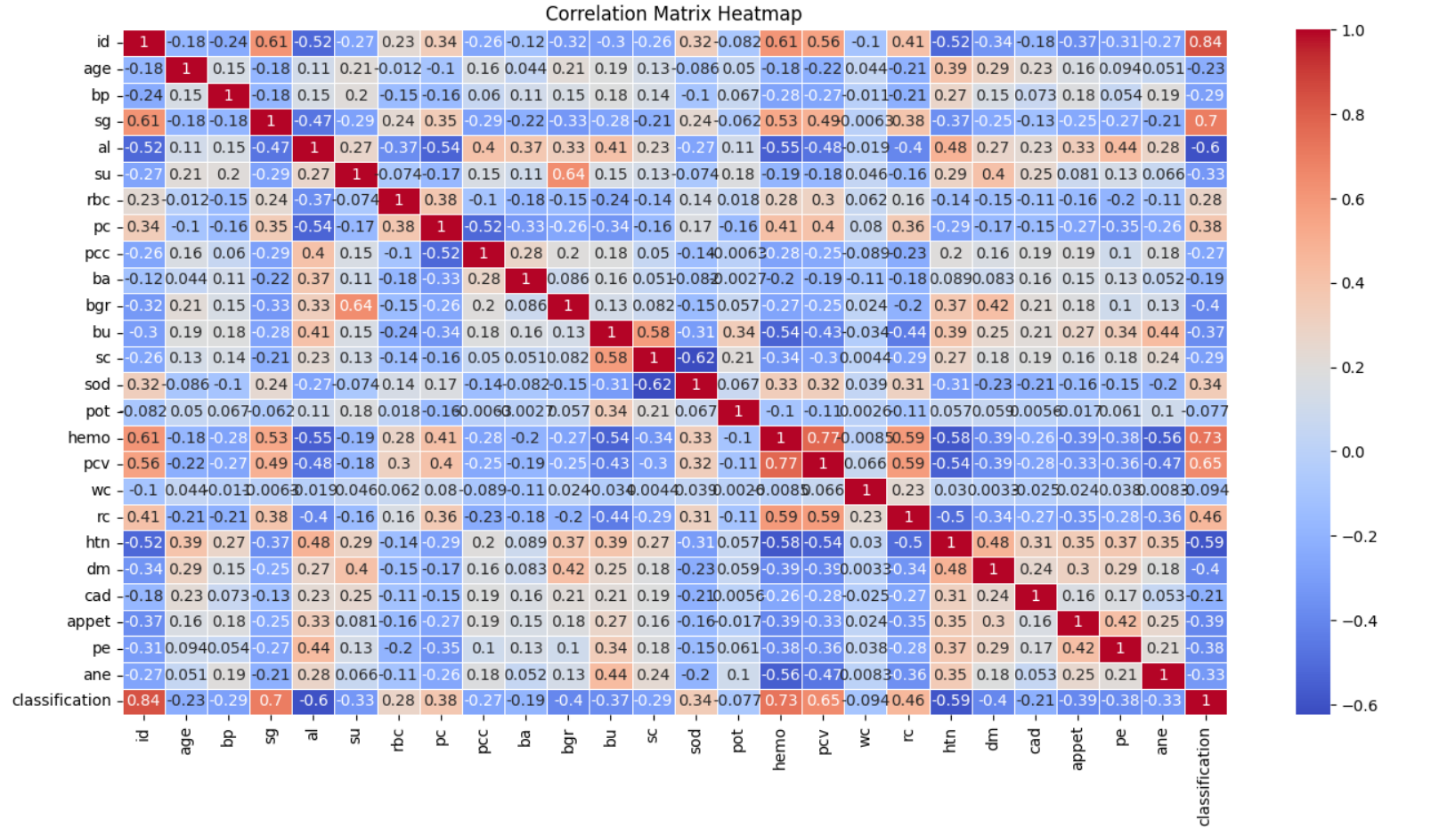 Correlation Matrix Heatmap
id 1 -0.18 -0.24 0.61 -0.52 -0.27 0.23 0.34 -0.26 -0.12 -0.32 -0.3 -0.26 0.32 -0.082 0.61 0.56 -0.1 0.41 -0.52 -0.34 -0.18 -0.37 -0.31 -0.27 0.84
age -0.18 1 0.15 -0.18 0.11 0.21 -0.012 -0.1 0.16 0.044 0.21 0.19 0.13 -0.086 0.05 -0.18 -0.22 0.044 -0.21 0.39 0.29 0.23 0.16 0.094 0.051 -0.23
bp -0.24 0.15 1 -0.18 0.15 0.2 -0.15 -0.16 0.06 0.11 0.15 0.18 0.14 -0.1 0.067 -0.28 -0.27 -0.011 -0.21 0.27 0.15 0.073 0.18 0.054 0.19 -0.29
sg 0.61 -0.18 -0.18 1 -0.47 -0.29 0.24 0.35 -0.29 -0.22 -0.33 -0.28 -0.21 0.24 -0.062 0.53 0.49 -0.0063 0.38 -0.37 -0.25 -0.13 -0.25 -0.27 -0.21 0.7
al -0.52 0.11 0.15 -0.47 1 0.27 -0.37 -0.54 0.4 0.37 0.33 0.41 0.23 -0.27 0.11 -0.55 -0.48 -0.019 -0.4 0.48 0.27 0.23 0.33 0.44 0.28 -0.6
su -0.27 0.21 0.2 -0.29 0.27 1 -0.074 -0.17 0.15 0.11 0.64 0.15 0.13 -0.074 0.18 -0.19 -0.18 0.046 -0.16 0.29 0.4 0.25 0.081 0.13 0.066 -0.33
rbc 0.23 -0.012 -0.15 0.24 -0.37 -0.074 1 0.38 -0.1 -0.18 -0.15 -0.24 -0.14 0.14 0.018 0.28 0.3 0.062 0.16 -0.14 -0.15 -0.11 -0.16 -0.2 -0.11 0.28
pc 0.34 -0.1 -0.16 0.35 -0.54 -0.17 0.38 1 -0.52 -0.33 -0.26 -0.34 -0.16 0.17 -0.16 0.41 0.4 0.08 0.36 -0.29 -0.17 -0.15 -0.27 -0.35 -0.26 0.38
pcc -0.26 0.16 0.06 -0.29 0.4 0.15 -0.1 -0.52 1 0.28 0.2 0.18 0.05 -0.14 -0.0063 -0.28 -0.25 -0.089 -0.23 0.2 0.16 0.19 0.19 0.1 0.18 -0.27
ba -0.12 0.044 0.11 -0.22 0.37 0.11 -0.18 -0.33 0.28 1 0.086 0.16 0.051 -0.082 -0.0027 -0.2 -0.19 -0.11 -0.18 0.089 0.083 0.16 0.15 0.13 0.052 -0.19
bgr -0.32 0.21 0.15 -0.33 0.33 0.64 -0.15 -0.26 0.2 0.086 1 0.13 0.082 -0.15 0.057 -0.27 -0.25 0.024 -0.2 0.37 0.42 0.21 0.18 0.1 0.13 -0.4
bu -0.3 0.19 0.18 -0.28 0.41 0.15 -0.24 -0.34 0.18 0.16 0.13 1 0.58 -0.31 0.34 -0.54 -0.43 -0.034 -0.44 0.39 0.25 0.21 0.27 0.34 0.44 -0.37
sc -0.26 0.13 0.14 -0.21 0.23 0.13 -0.14 -0.16 0.05 0.051 0.082 0.58 1 -0.62 0.21 -0.34 -0.3 -0.0044 -0.29 0.27 0.18 0.19 0.16 0.18 0.24 -0.29
sod 0.32 -0.086 -0.1 0.24 -0.27 -0.074 0.14 0.17 -0.14 -0.082 -0.15 -0.31 -0.62 1 0.067 0.33 0.32 0.039 0.31 -0.31 -0.23 -0.21 -0.16 -0.15 -0.2 0.34
pot -0.082 0.05 0.067 -0.062 0.11 0.18 0.018 -0.16 -0.0063 -0.0027 0.057 0.34 0.21 0.067 1 -0.1 -0.11 -0.0026 -0.11 0.057 0.059 0.0056 -0.017 0.061 0.1 -0.077
hemo 0.61 -0.18 -0.28 0.53 -0.55 -0.19 0.28 0.41 -0.28 -0.2 -0.27 -0.54 -0.34 0.33 -0.1 1 0.77 -0.0085 0.59 -0.58 -0.39 -0.26 -0.39 -0.38 -0.56 0.73
pcv 0.56 -0.22 -0.27 0.49 -0.48 -0.18 0.3 0.4 -0.25 -0.19 -0.25 -0.43 -0.3 0.32 -0.11 0.77 1 0.066 0.59 -0.54 -0.39 -0.28 -0.33 -0.36 -0.47 0.65
wc -0.1 0.044 -0.011 -0.0063 -0.019 0.046 0.062 0.08 -0.089 -0.11 0.024 -0.034 -0.0044 0.039 -0.0026 -0.0085 0.066 1 0.23 0.03 0.0033 -0.025 0.024 0.038 0.0083 -0.094
rc 0.41 -0.21 -0.21 0.38 -0.4 -0.16 0.16 0.36 -0.23 -0.18 -0.2 -0.44 -0.29 0.31 -0.11 0.59 0.59 0.23 1 -0.5 -0.34 -0.27 -0.35 -0.28 -0.36 0.46
htn -0.52 0.39 0.27 -0.37 0.48 0.29 -0.14 -0.29 0.2 0.089 0.37 0.39 0.27 -0.31 0.057 -0.58 -0.54 0.03 -0.5 1 0.48 0.31 0.35 0.37 0.35 -0.59
dm -0.34 0.29 0.15 -0.25 0.27 0.4 -0.15 -0.17 0.16 0.083 0.42 0.25 0.18 -0.23 0.059 -0.39 -0.39 0.0033 -0.34 0.48 1 0.24 0.3 0.29 0.18 -0.4
cad -0.18 0.23 0.073 -0.13 0.23 0.25 -0.11 -0.15 0.19 0.16 0.21 0.21 0.19 -0.21 0.0056 -0.26 -0.28 -0.025 -0.27 0.31 0.24 1 0.16 0.17 0.053 -0.21
appet -0.37 0.16 0.18 -0.25 0.33 0.081 -0.16 -0.27 0.19 0.15 0.18 0.27 0.16 -0.16 -0.017 -0.39 -0.33 0.024 -0.35 0.35 0.3 0.16 1 0.42 0.25 -0.39
pe -0.31 0.094 0.054 -0.27 0.44 0.13 -0.2 -0.35 0.1 0.13 0.1 0.34 0.18 -0.15 0.061 -0.38 -0.36 0.038 -0.28 0.37 0.29 0.17 0.42 1 0.21 -0.38
ane -0.27 0.051 0.19 -0.21 0.28 0.066 -0.11 -0.26 0.18 0.052 0.13 0.44 0.24 -0.2 0.1 -0.56 -0.47 0.0083 -0.36 0.35 0.18 0.053 0.25 0.21 1 -0.33
classification 0.84 -0.23 -0.29 0.7 -0.6 -0.33 0.28 0.38 -0.27 -0.19 -0.4 -0.37 -0.29 0.34 -0.077 0.73 0.65 -0.094 0.46 -0.59 -0.4 -0.21 -0.39 -0.38 -0.33 1
id age bp sg al su rbc pc pcc ba bgr bu sc sod pot hemo pcv wc rc htn dm cad appet pe ane classification
1.0
0.8
0.6
0.4
0.2
0.0
−0.2
−0.4
−0.6